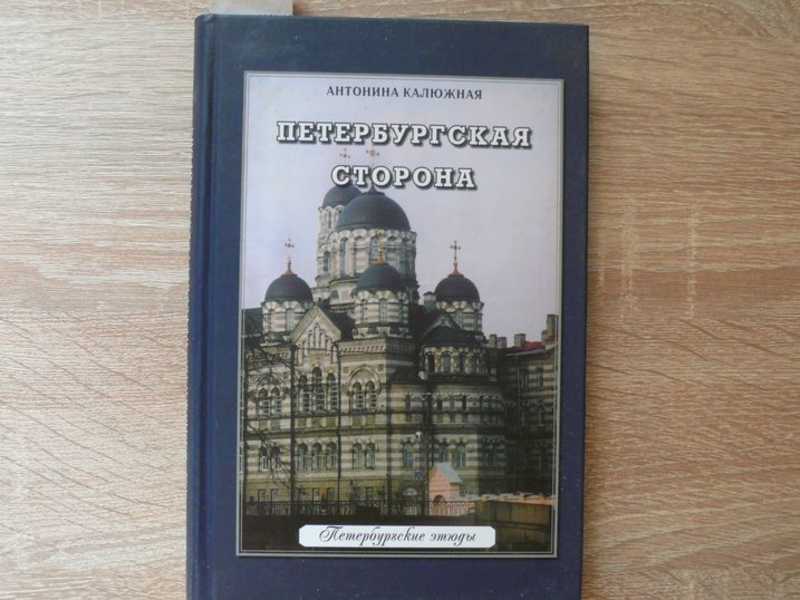 АНТОНИНА КАЛЮЖНАЯ
ПЕТЕРБУРГСКАЯ
СТОРОНА
Петербургские этюды